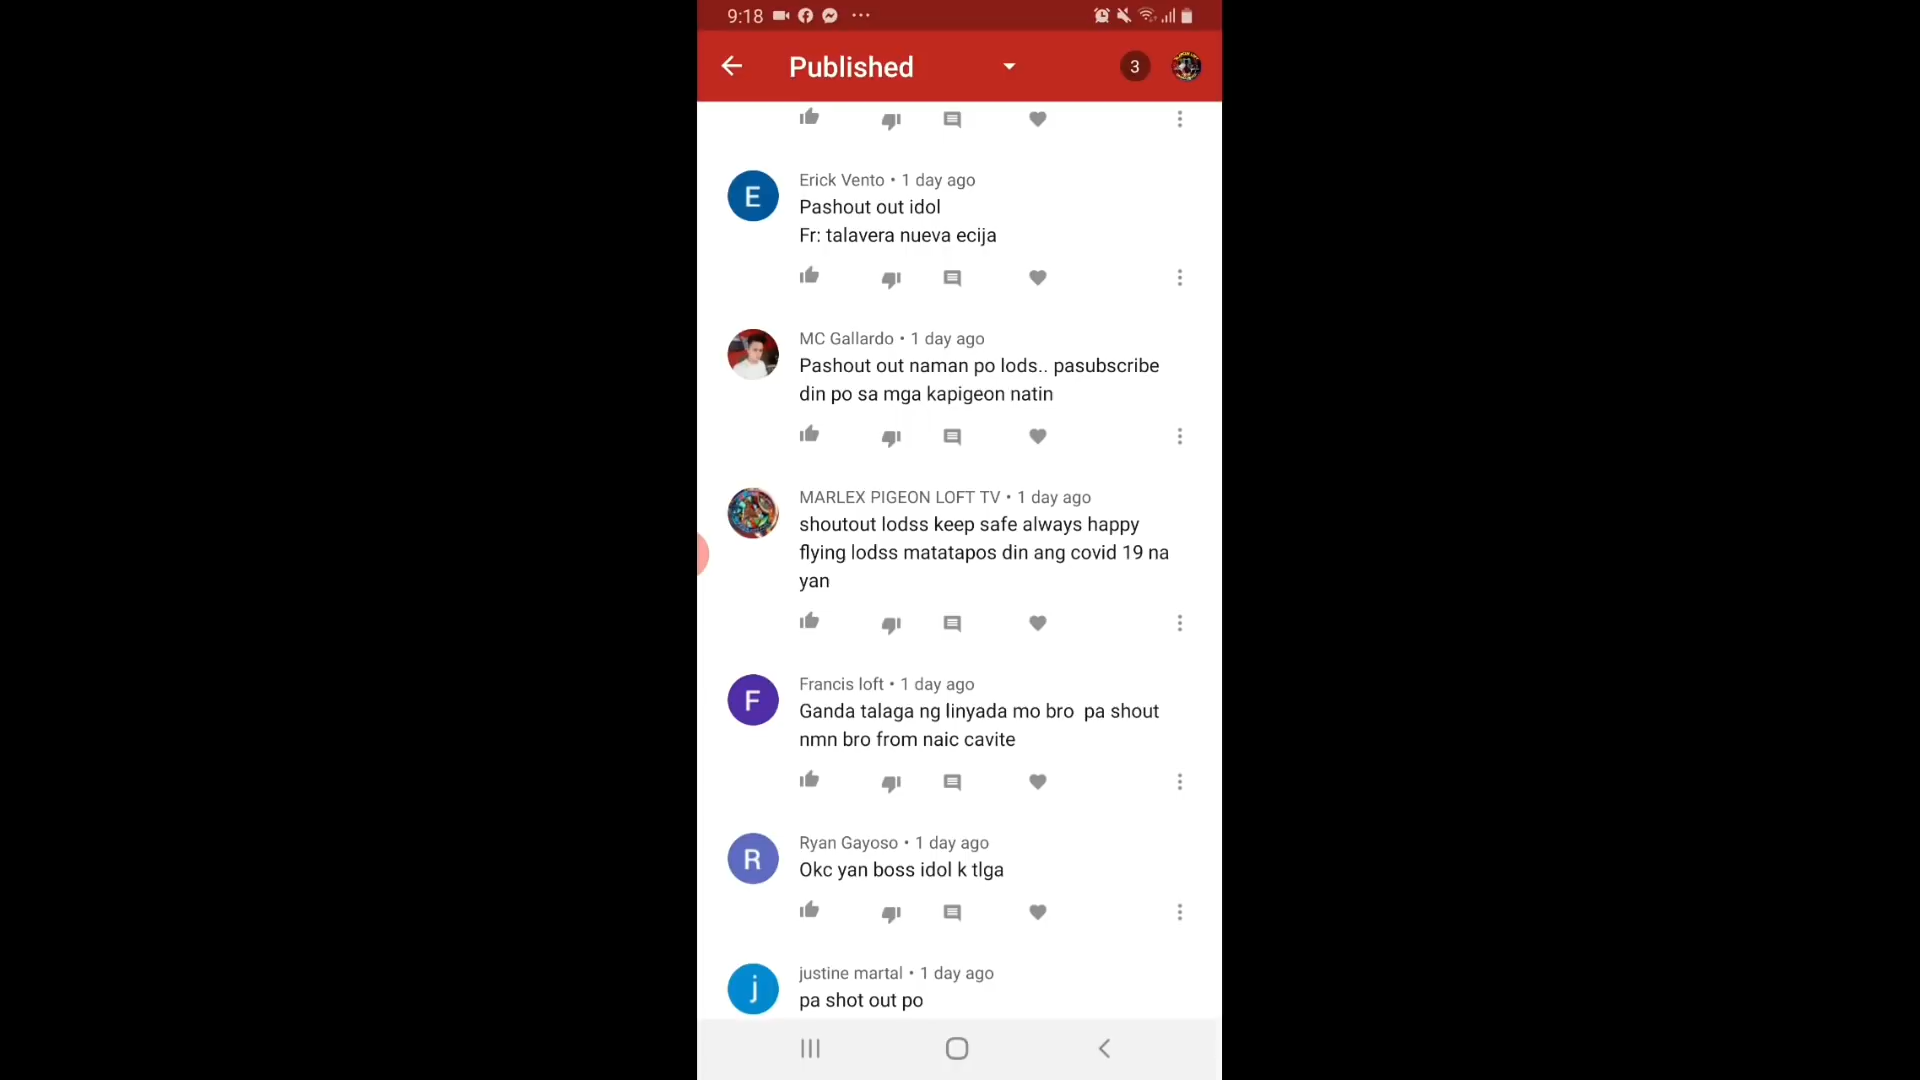 9:18
Published
3
Erick Vento • 1 day ago
Pashout out idol
Fr: talavera nueva ecija
E
MC Gallardo • 1 day ago
Pashout out naman po lods.. pasubscribe
din po sa mga kapigeon natin
MARLEX PIGEON LOFT TV • 1 day ago
shoutout lodss keep safe always happy
flying lodss matatapos din ang covid 19 na
yan
Francis loft • 1 day ago
F
Ganda talaga ng linyada mo bro  pa shout
nmn bro from naic cavite
Ryan Gayoso • 1 day ago
R
Okc yan boss idol k tlga
justine martal • 1 day ago
j
pa shot out po